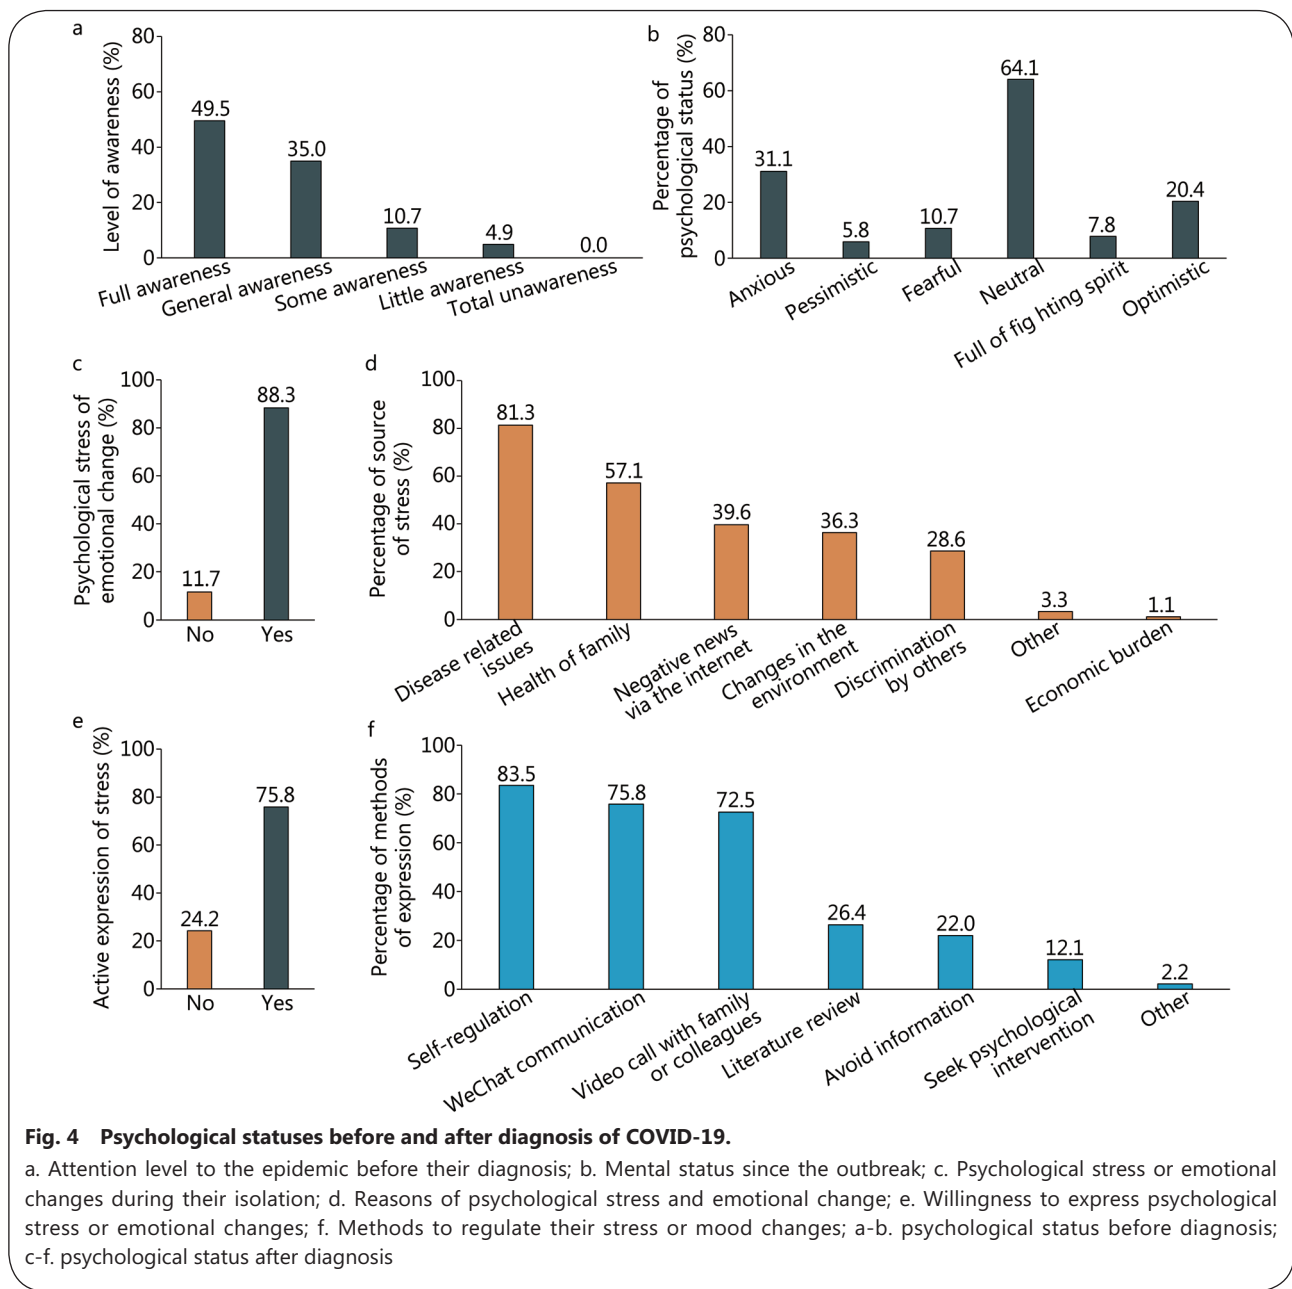 a
Level of awareness (%)
80
60
40
20
0
49.5
35.0
10.7
4.9
0.0
Full awareness
General awareness
Some awareness
Little awareness
Total unawareness
b
Percentage of
psychological status (%)
80
60
40
20
0
31.1
5.8
10.7
64.1
7.8
20.4
Anxious
Pessimistic
Fearful
Neutral
Full of fig hting spirit
Optimistic
c
Psychological stress of
emotional change (%)
100
80
60
40
20
0
11.7
88.3
No
Yes
d
Percentage of source
of stress (%)
100
80
60
40
20
0
81.3
57.1
39.6
36.3
28.6
3.3
1.1
Disease related
issues
Health of family
Negative news
via the internet
Changes in the
environment
Discrimination
by others
Other
Economic burden
e
Active expression of stress (%)
100
80
60
40
20
0
24.2
75.8
No
Yes
f
Percentage of methods
of expression (%)
100
80
60
40
20
0
83.5
75.8
72.5
26.4
22.0
12.1
2.2
Self-regulation
WeChat communication
Video call with family
or colleagues
Literature review
Avoid information
Seek psychological
intervention
Other
Fig. 4 Psychological statuses before and after diagnosis of COVID-19.
a. Attention level to the epidemic before their diagnosis; b. Mental status since the outbreak; c. Psychological stress or emotional
changes during their isolation; d. Reasons of psychological stress and emotional change; e. Willingness to express psychological
stress or emotional changes; f. Methods to regulate their stress or mood changes; a-b. psychological status before diagnosis;
c-f. psychological status after diagnosis